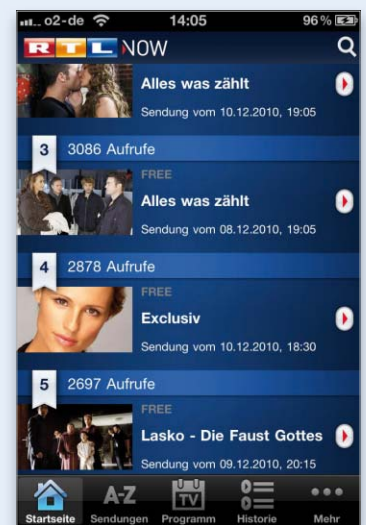 o2-de 14:05 96 %
RTL NOW
Alles was zählt
Sendung vom 10.12.2010, 19:05
3 3086 Aufrufe
FREE
Alles was zählt
Sendung vom 08.12.2010, 19:05
4 2878 Aufrufe
FREE
Exclusiv
Sendung vom 10.12.2010, 18:30
5 2697 Aufrufe
FREE
Lasko - Die Faust Gottes
Sendung vom 09.12.2010, 20:15
A-Z TV
Startseite Sendungen Programm Historie Mehr